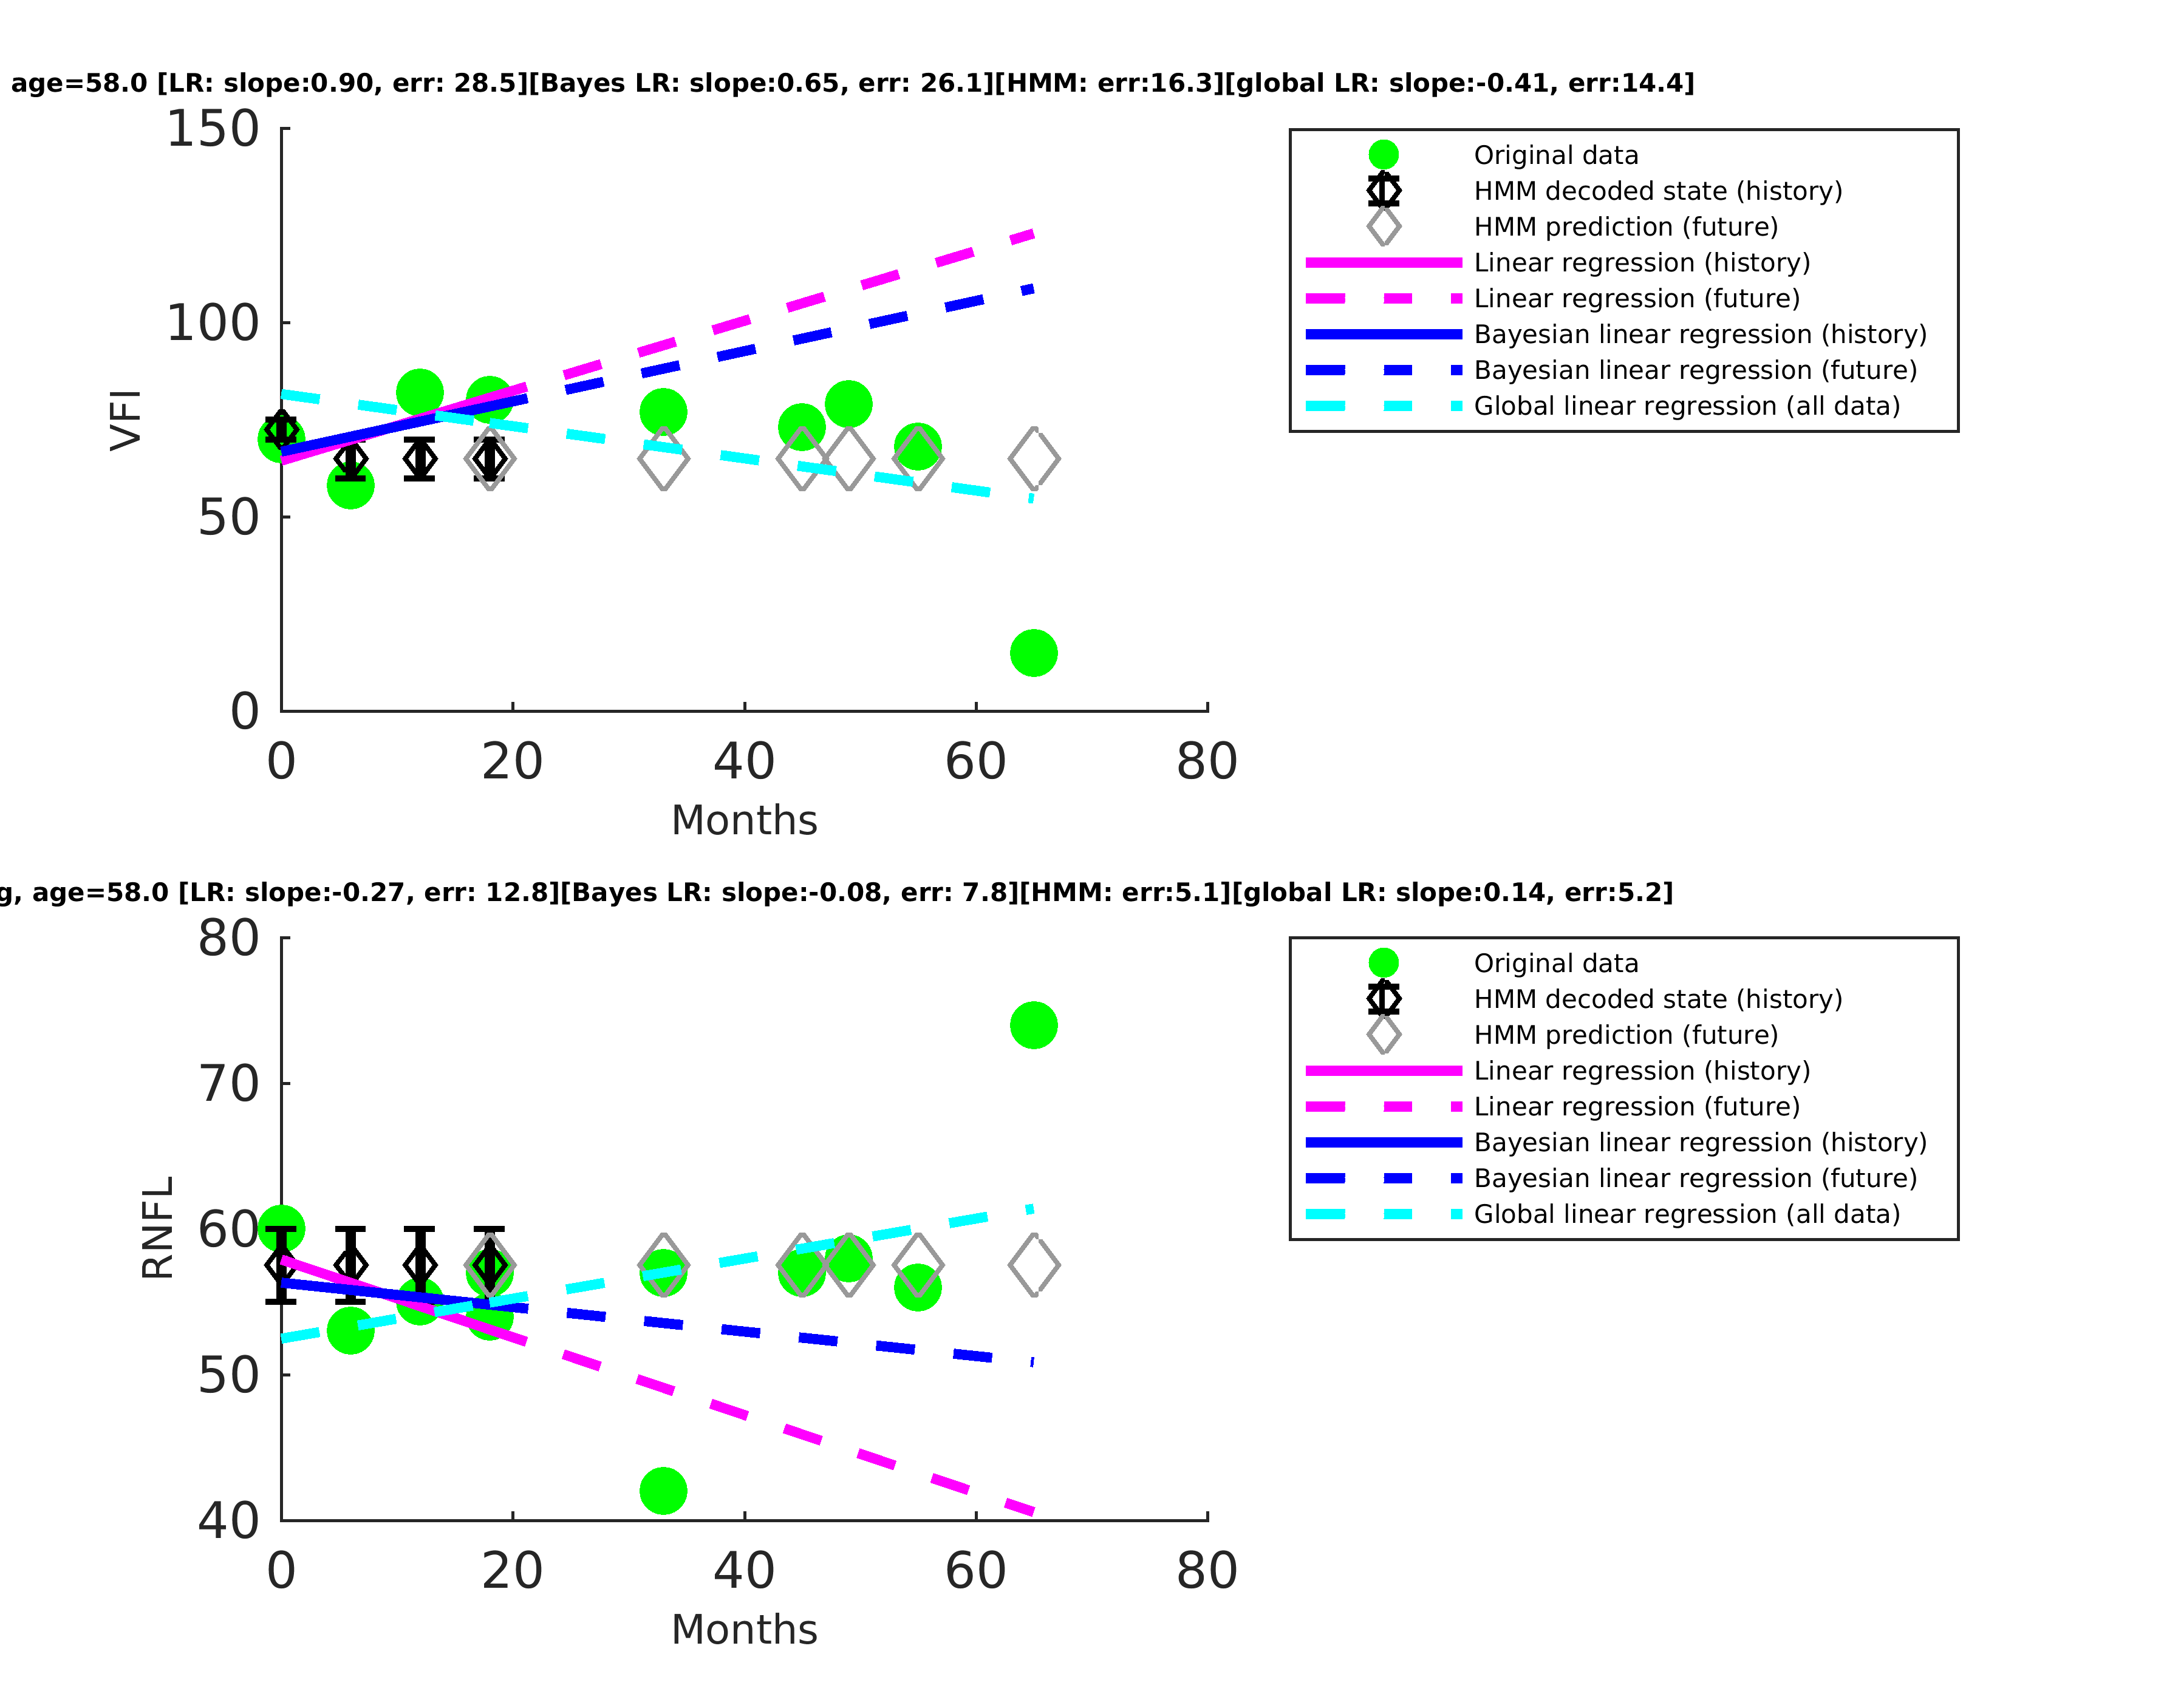 age=58.0 [LR: slope:0.90, err: 28.5][Bayes LR: slope:0.65, err: 26.1][HMM: err:16.3][global LR: slope:-0.41, err:14.4]
150
100
50
0
VFI
0 20 40 60 80
Months
Original data
HMM decoded state (history)
HMM prediction (future)
Linear regression (history)
Linear regression (future)
Bayesian linear regression (history)
Bayesian linear regression (future)
Global linear regression (all data)
g, age=58.0 [LR: slope:-0.27, err: 12.8][Bayes LR: slope:-0.08, err: 7.8][HMM: err:5.1][global LR: slope:0.14, err:5.2]
80
70
60
50
40
RNFL
0 20 40 60 80
Months
Original data
HMM decoded state (history)
HMM prediction (future)
Linear regression (history)
Linear regression (future)
Bayesian linear regression (history)
Bayesian linear regression (future)
Global linear regression (all data)